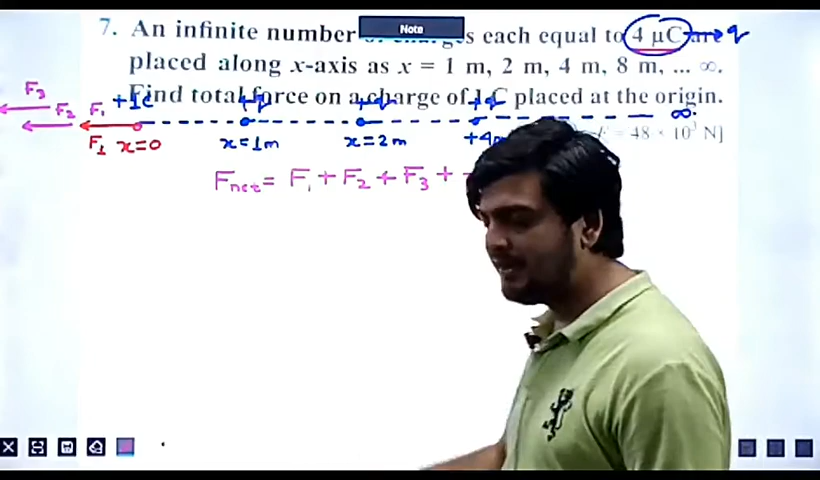 7. An infinite number charges each equal to 4 μC are → q
Note
placed along x-axis as x = 1 m, 2 m, 4 m, 8 m, ... ∞.
Find total force on a charge of 1 C placed at the origin.
F3 F2 F1 +1C +q +q +q ∞
F1 x=0 x=1m x=2m +4m = 48 × 10³ N]
Fnet = F1 + F2 + F3 +